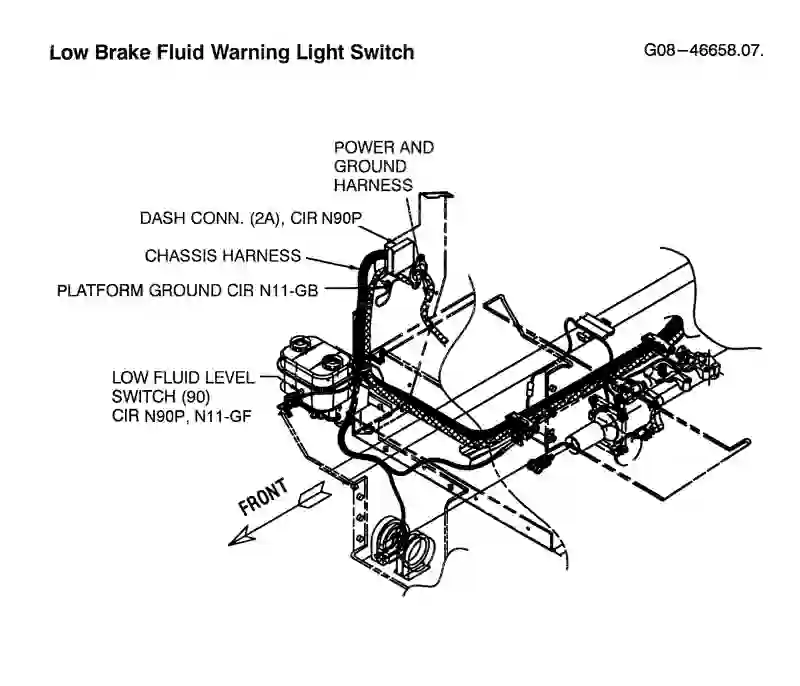 Low Brake Fluid Warning Light Switch
G08-46658.07.
POWER AND
GROUND
HARNESS
DASH CONN. (2A), CIR N90P
CHASSIS HARNESS
PLATFORM GROUND CIR N11-GB
LOW FLUID LEVEL
SWITCH (90)
CIR N90P, N11-GF
FRONT